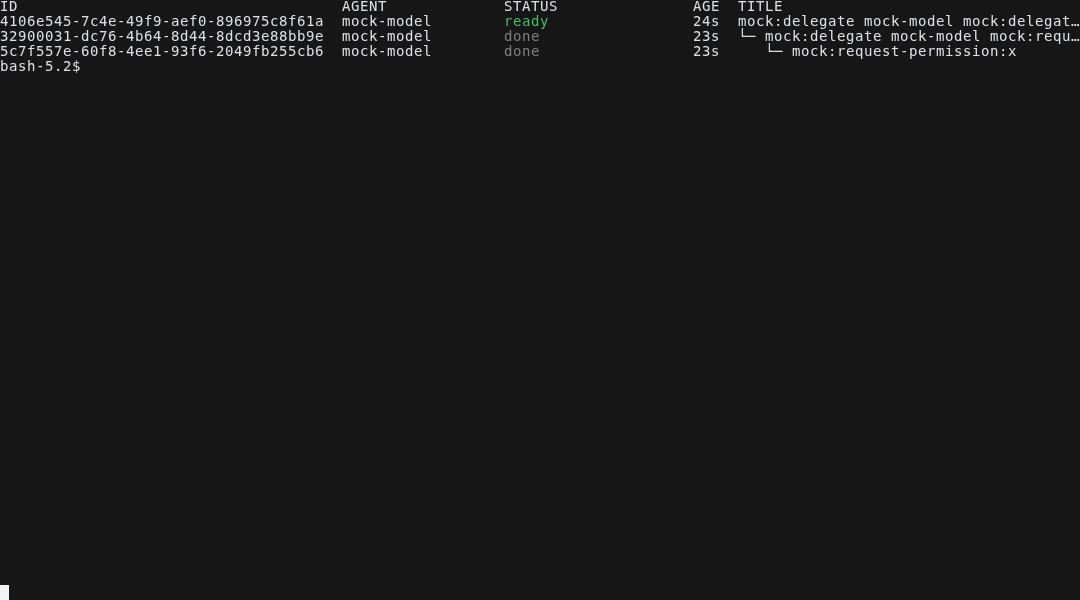 ID                                    AGENT             STATUS               AGE  TITLE
4106e545-7c4e-49f9-aef0-896975c8f61a  mock-model        ready                24s  mock:delegate mock-model mock:delegat…
32900031-dc76-4b64-8d44-8dcd3e88bb9e  mock-model        done                 23s  └─ mock:delegate mock-model mock:requ…
5c7f557e-60f8-4ee1-93f6-2049fb255cb6  mock-model        done                 23s     └─ mock:request-permission:x
bash-5.2$